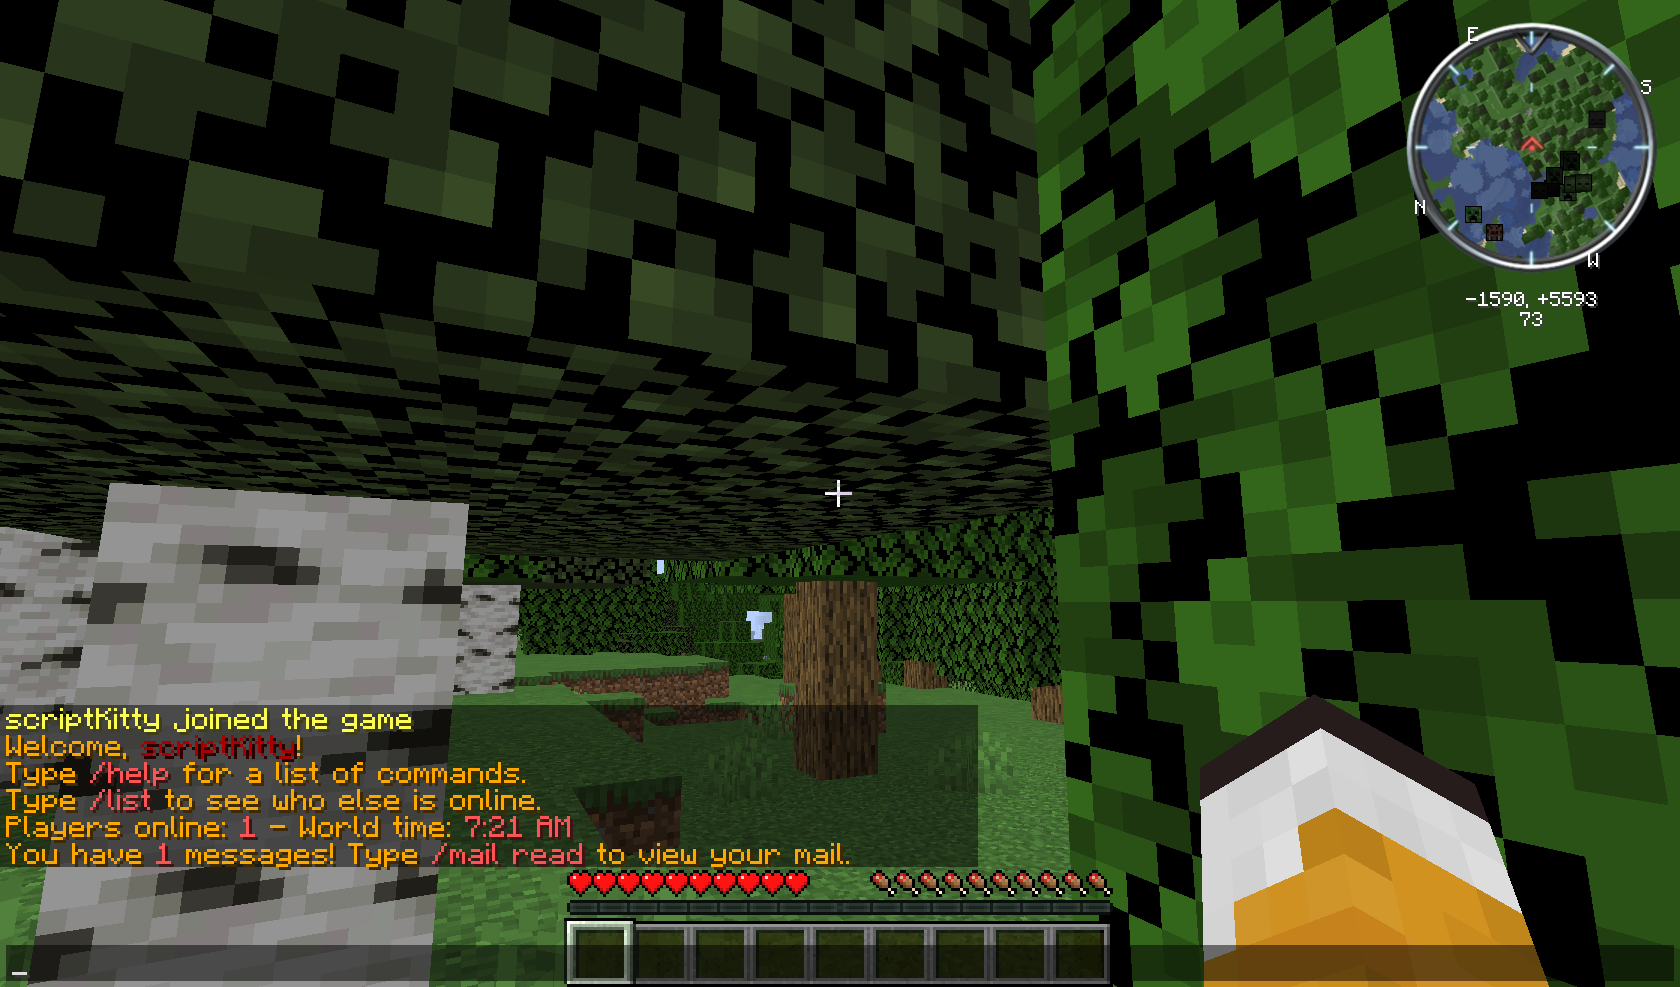 E
S
N
W
-1590, +5593
73
scriptKitty joined the game
Welcome, scriptKitty!
Type /help for a list of commands.
Type /list to see who else is online.
Players online: 1 - World time: 7:21 AM
You have 1 messages! Type /mail read to view your mail.
_